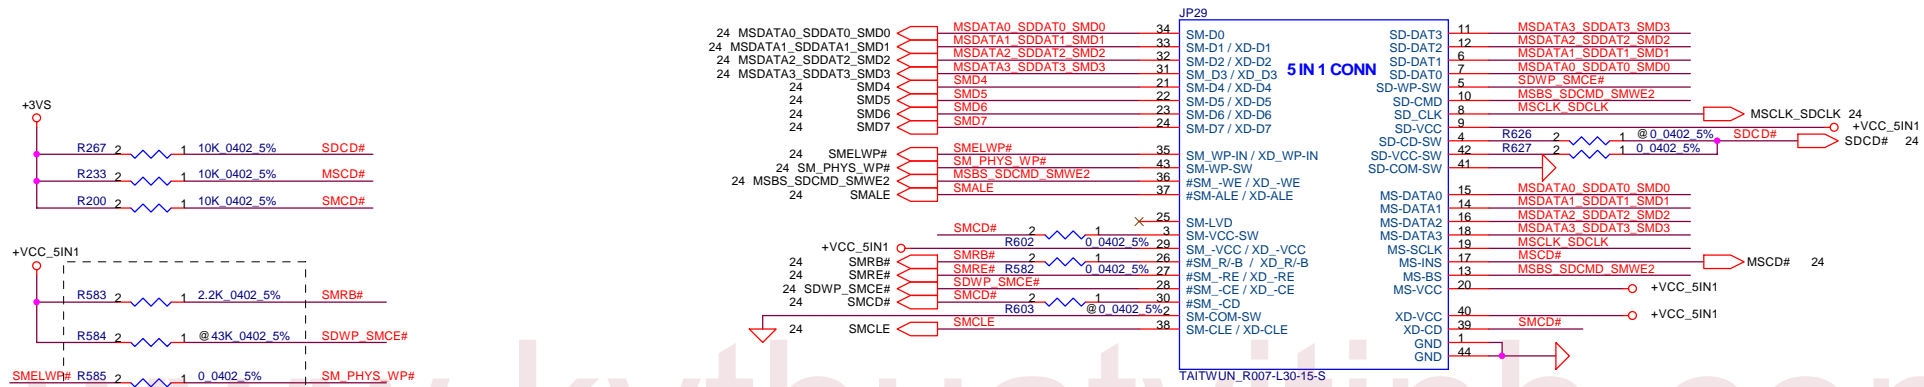 +3VS
R267 2 1 10K_0402_5% SDCD#
R233 2 1 10K_0402_5% MSCD#
R200 2 1 10K_0402_5% SMCD#
+VCC_5IN1
R583 2 1 2.2K_0402_5% SMRB#
R584 2 1 @43K_0402_5% SDWP_SMCE#
SMELWP# R585 2 1 0_0402_5% SM_PHYS_WP#
JP29
5 IN 1 CONN
24 MSDATA0_SDDAT0_SMD0 MSDATA0_SDDAT0_SMD0 34 SM-D0
24 MSDATA1_SDDATA1_SMD1 MSDATA1_SDDAT1_SMD1 33 SM-D1 / XD-D1
24 MSDATA2_SDDAT2_SMD2 MSDATA2_SDDAT2_SMD2 32 SM-D2 / XD-D2
24 MSDATA3_SDDAT3_SMD3 MSDATA3_SDDAT3_SMD3 31 SM_D3 / XD_D3
24 SMD4 SMD4 21 SM-D4 / XD-D4
24 SMD5 SMD5 22 SM-D5 / XD-D5
24 SMD6 SMD6 23 SM-D6 / XD-D6
24 SMD7 SMD7 24 SM-D7 / XD-D7
24 SMELWP# SMELWP# 35 SM_WP-IN / XD_WP-IN
24 SM_PHYS_WP# SM_PHYS_WP# 43 SM-WP-SW
24 MSBS_SDCMD_SMWE2 MSBS_SDCMD_SMWE2 36 #SM_-WE / XD_-WE
24 SMALE SMALE 37 #SM-ALE / XD-ALE
25 SM-LVD
SMCD# 2 1 3 SM-VCC-SW
+VCC_5IN1 R602 0_0402_5% 29 SM_-VCC / XD_-VCC
24 SMRB# SMRB# 2 1 26 #SM_R/-B / XD_R/-B
24 SMRE# SMRE# R582 0_0402_5% 27 #SM_-RE / XD_-RE
24 SDWP_SMCE# SDWP_SMCE# 28 #SM_-CE / XD_-CE
24 SMCD# SMCD# 2 1 30 #SM_-CD
R603 @0_0402_5% 2 SM-COM-SW
24 SMCLE SMCLE 38 SM-CLE / XD-CLE
SD-DAT3 11 MSDATA3_SDDAT3_SMD3
SD-DAT2 12 MSDATA2_SDDAT2_SMD2
SD-DAT1 6 MSDATA1_SDDAT1_SMD1
SD-DAT0 7 MSDATA0_SDDAT0_SMD0
SD-WP-SW 5 SDWP_SMCE#
SD-CMD 10 MSBS_SDCMD_SMWE2
SD_CLK 8 MSCLK_SDCLK MSCLK_SDCLK 24
SD-VCC 9 +VCC_5IN1
SD-CD-SW 4 R626 2 1 @0_0402_5% SDCD# SDCD# 24
SD-VCC-SW 42 R627 2 1 0_0402_5%
SD-COM-SW 41
MS-DATA0 15 MSDATA0_SDDAT0_SMD0
MS-DATA1 14 MSDATA1_SDDAT1_SMD1
MS-DATA2 16 MSDATA2_SDDAT2_SMD2
MS-DATA3 18 MSDATA3_SDDAT3_SMD3
MS-SCLK 19 MSCLK_SDCLK
MS-INS 17 MSCD# MSCD# 24
MS-BS 13 MSBS_SDCMD_SMWE2
MS-VCC 20 +VCC_5IN1
XD-VCC 40 +VCC_5IN1
XD-CD 39 SMCD#
GND 1
GND 44
TAITWUN_R007-L30-15-S